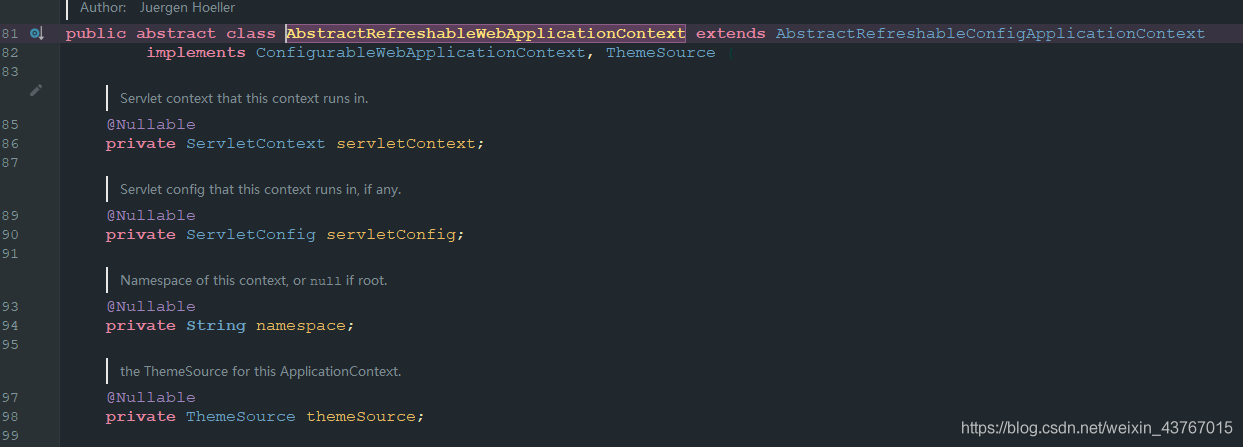 Author: Juergen Hoeller
81 public abstract class AbstractRefreshableWebApplicationContext extends AbstractRefreshableConfigApplicationContext
82 implements ConfigurableWebApplicationContext, ThemeSource
83
Servlet context that this context runs in.
85 @Nullable
86 private ServletContext servletContext;
87
Servlet config that this context runs in, if any.
89 @Nullable
90 private ServletConfig servletConfig;
91
Namespace of this context, or null if root.
93 @Nullable
94 private String namespace;
95
the ThemeSource for this ApplicationContext.
97 @Nullable
98 private ThemeSource themeSource;
99
https://blog.csdn.net/weixin_43767015